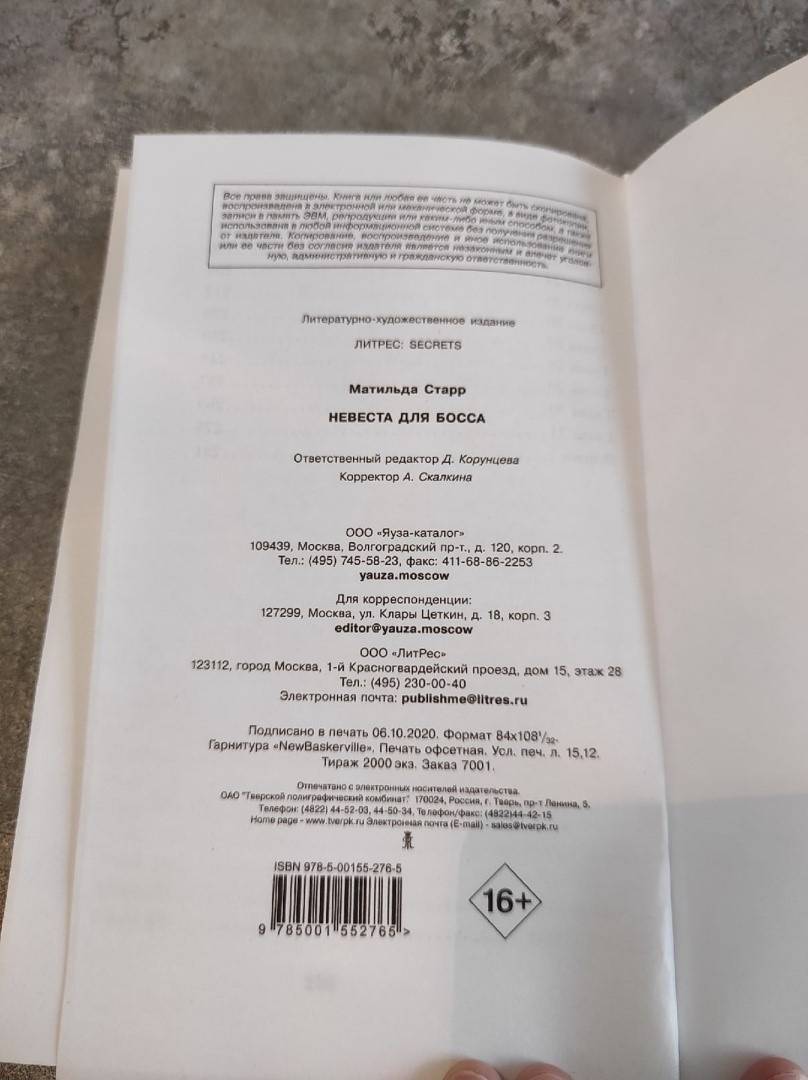 Все права защищены. Книга или любая ее часть не может быть скопирована,
воспроизведена в электронной или механической форме, в виде фотокопии,
записи в память ЭВМ, репродукции или каким-либо иным способом, а также
использована в любой информационной системе без получения разрешения
от издателя. Копирование, воспроизведение и иное использование книги
или ее части без согласия издателя является незаконным и влечет уголов-
ную, административную и гражданскую ответственность.
Литературно-художественное издание
ЛИТРЕС: SECRETS
Матильда Старр
НЕВЕСТА ДЛЯ БОССА
Ответственный редактор Д. Корунцева
Корректор А. Скалкина
ООО «Яуза-каталог»
109439, Москва, Волгоградский пр-т., д. 120, корп. 2.
Тел.: (495) 745-58-23, факс: 411-68-86-2253
yauza.moscow
Для корреспонденции:
127299, Москва, ул. Клары Цеткин, д. 18, корп. 3
editor@yauza.moscow
ООО «ЛитРес»
123112, город Москва, 1-й Красногвардейский проезд, дом 15, этаж 28
Тел.: (495) 230-00-40
Электронная почта: publishme@litres.ru
Подписано в печать 06.10.2020. Формат 84х108 1/32.
Гарнитура «NewBaskerville». Печать офсетная. Усл. печ. л. 15,12.
Тираж 2000 экз. Заказ 7001.
Отпечатано с электронных носителей издательства.
ОАО "Тверской полиграфический комбинат". 170024, Россия, г. Тверь, пр-т Ленина, 5.
Телефон: (4822) 44-52-03, 44-50-34, Телефон/факс: (4822)44-42-15
Home page - www.tverpk.ru Электронная почта (E-mail) - sales@tverpk.ru
ISBN 978-5-00155-276-5
9 785001 552765>
16+